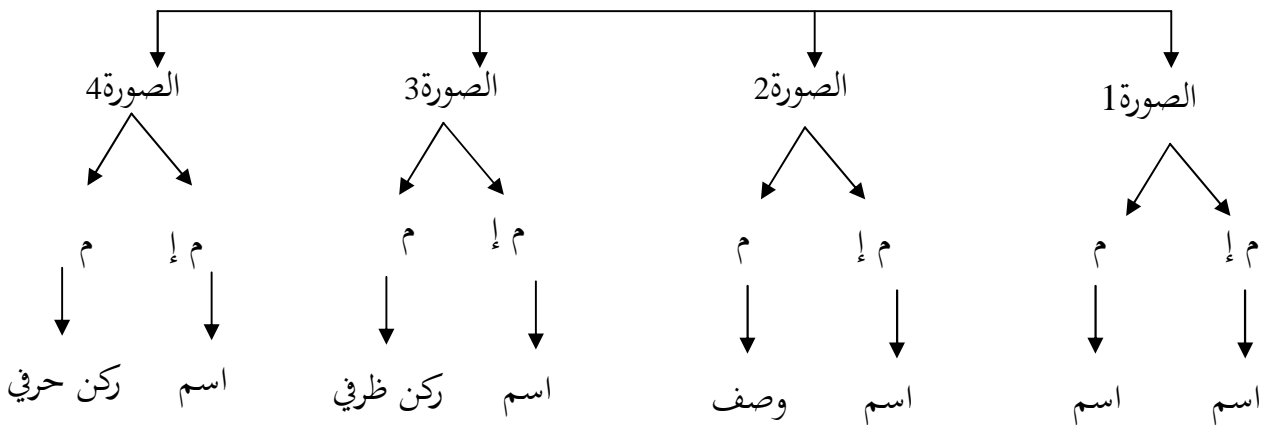 الصورة1 الصورة2 الصورة3 الصورة4
م إ م م إ م م إ م م إ م
اسم اسم اسم وصف اسم ركن ظرفي اسم ركن حرفي